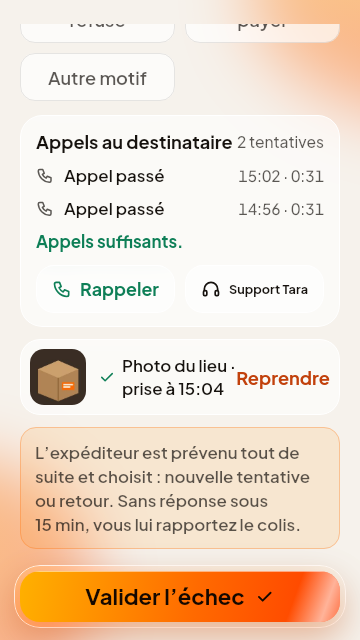 refusé
payer
Autre motif
Appels au destinataire 2 tentatives
Appel passé 15:02 · 0:31
Appel passé 14:56 · 0:31
Appels suffisants.
Rappeler
Support Tara
Photo du lieu ·
prise à 15:04
Reprendre
L’expéditeur est prévenu tout de
suite et choisit : nouvelle tentative
ou retour. Sans réponse sous
15 min, vous lui rapportez le colis.
Valider l’échec